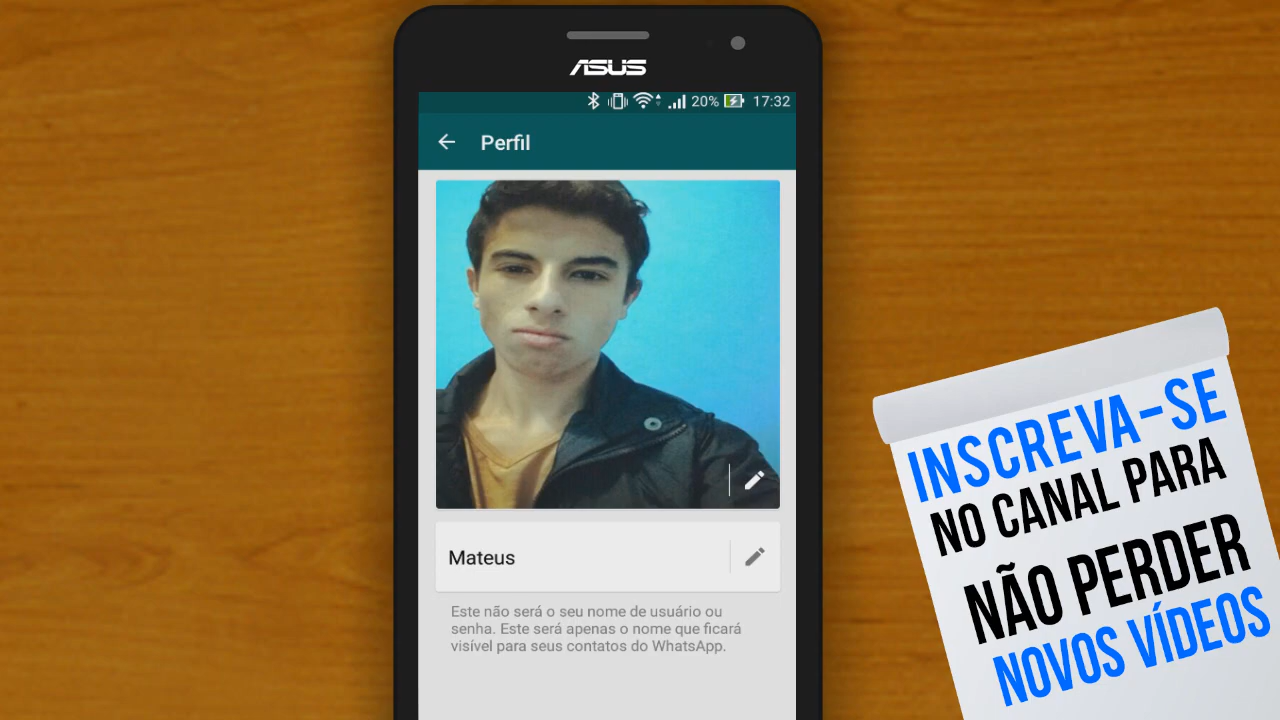 ASUS
20% 17:32
Perfil
Mateus
Este não será o seu nome de usuário ou
senha. Este será apenas o nome que ficará
visível para seus contatos do WhatsApp.
INSCREVA-SE
NO CANAL PARA
NÃO PERDER
NOVOS VÍDEOS